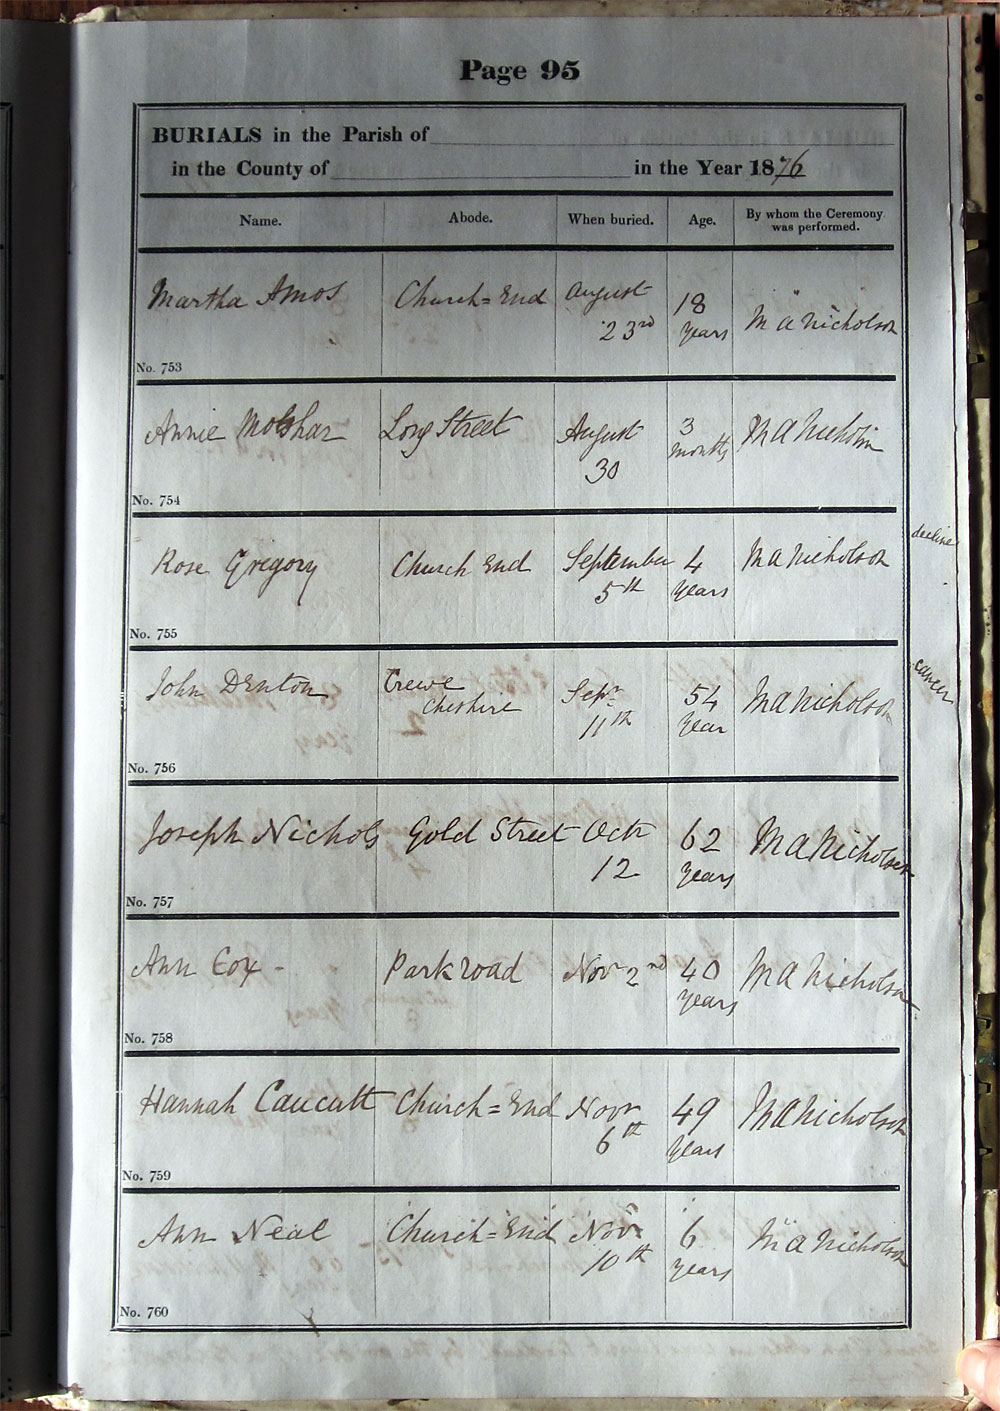 Page 95
BURIALS in the Parish of
in the County of in the Year 1876
Name. Abode. When buried. Age. By whom the Ceremony was performed.
Martha Amos Church=End August 23rd 18 years M A Nicholson
No. 753
Annie Long Street August 30 3 months M A Nicholson
No. 754
Rose Gregory Church End September 5th 4 years M A Nicholson decline
No. 755
John Denton Crewe Cheshire Sepr 11th 54 Year M A Nicholson cancer
No. 756
Joseph Nichols Gold Street Octr 12 62 years M A Nicholson
No. 757
Ann Cox - Park road Novr 2nd 40 years M A Nicholson
No. 758
Hannah Caucutt Church=End Novr 6th 49 years M A Nicholson
No. 759
Ann Neal Church=End Novr 10th 6 years M A Nicholson
No. 760